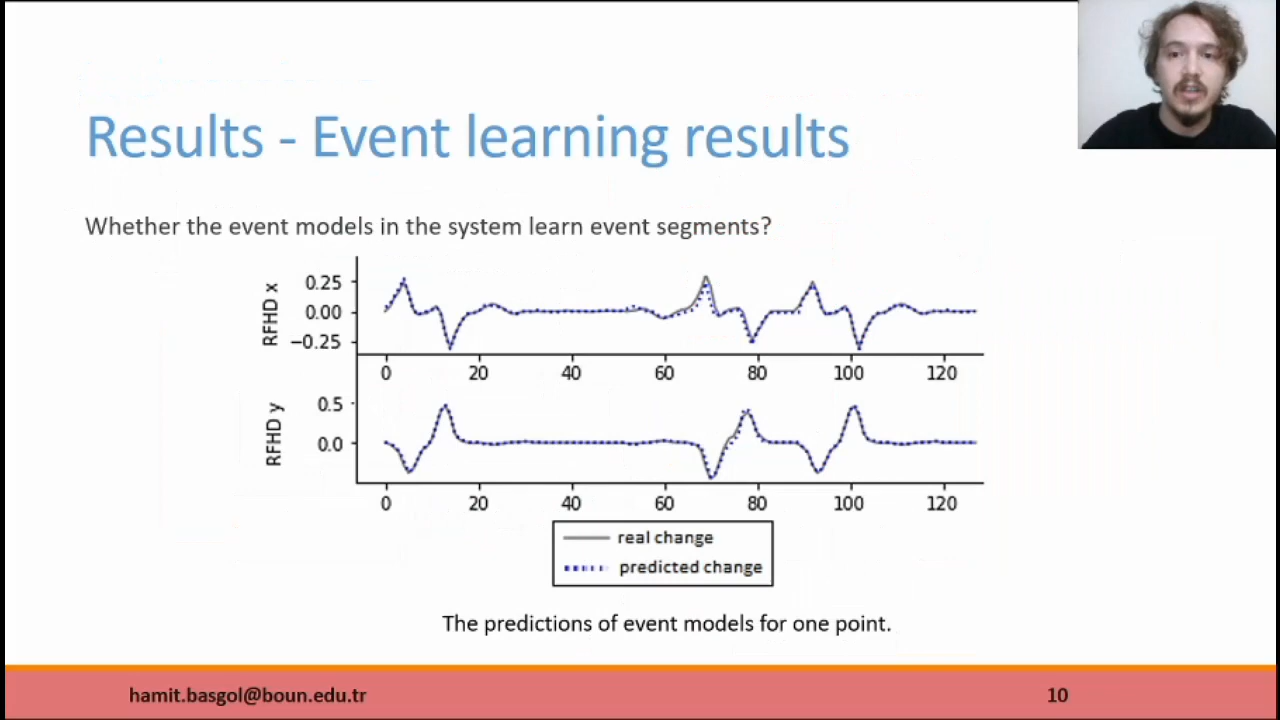 Results - Event learning results
Whether the event models in the system learn event segments?
RFHD x
0.25
0.00
−0.25
0 20 40 60 80 100 120
RFHD y
0.5
0.0
0 20 40 60 80 100 120
real change
predicted change
The predictions of event models for one point.
hamit.basgol@boun.edu.tr
10